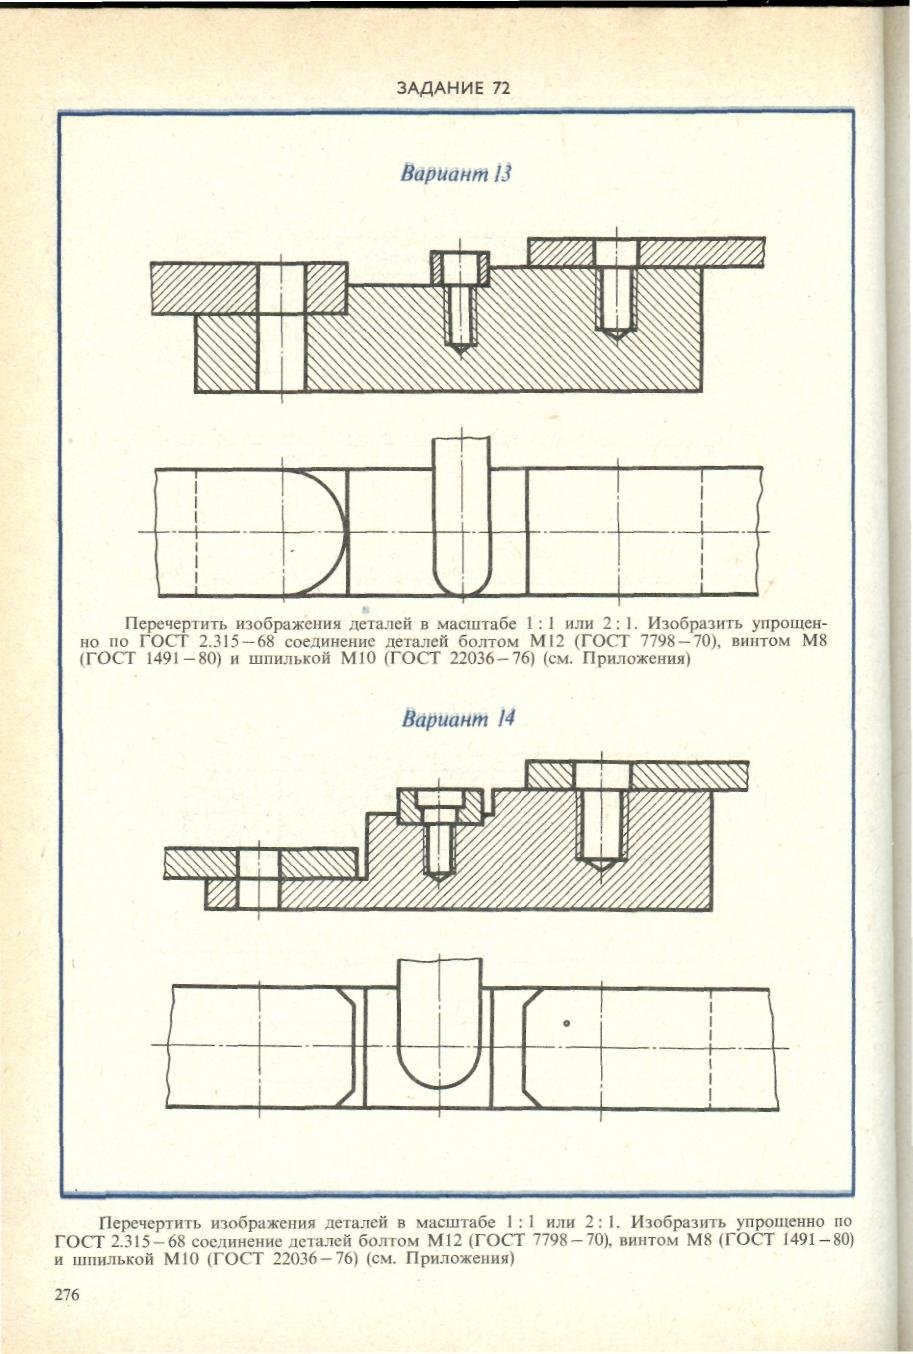 ЗАДАНИЕ 72
Вариант 13
Перечертить изображения деталей в масштабе 1 : 1 или 2 : 1. Изобразить упрощен-
но по ГОСТ 2.315—68 соединение деталей болтом М12 (ГОСТ 7798—70), винтом М8
(ГОСТ 1491—80) и шпилькой М10 (ГОСТ 22036—76) (см. Приложения)
Вариант 14
Перечертить изображения деталей в масштабе 1 : 1 или 2 : 1. Изобразить упрощенно по
ГОСТ 2.315—68 соединение деталей болтом М12 (ГОСТ 7798—70), винтом М8 (ГОСТ 1491—80)
и шпилькой М10 (ГОСТ 22036—76) (см. Приложения)
276